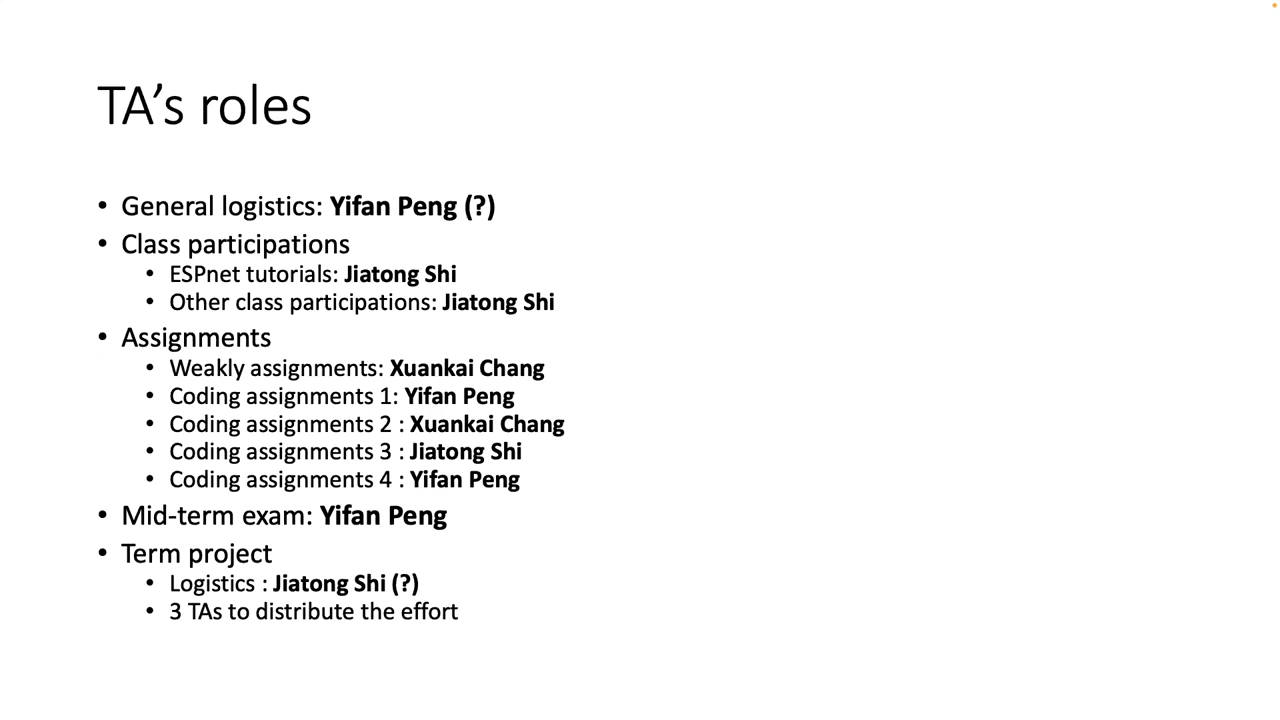 TA’s roles
• General logistics: Yifan Peng (?)
• Class participations
• ESPnet tutorials: Jiatong Shi
• Other class participations: Jiatong Shi
• Assignments
• Weakly assignments: Xuankai Chang
• Coding assignments 1: Yifan Peng
• Coding assignments 2 : Xuankai Chang
• Coding assignments 3 : Jiatong Shi
• Coding assignments 4 : Yifan Peng
• Mid-term exam: Yifan Peng
• Term project
• Logistics : Jiatong Shi (?)
• 3 TAs to distribute the effort